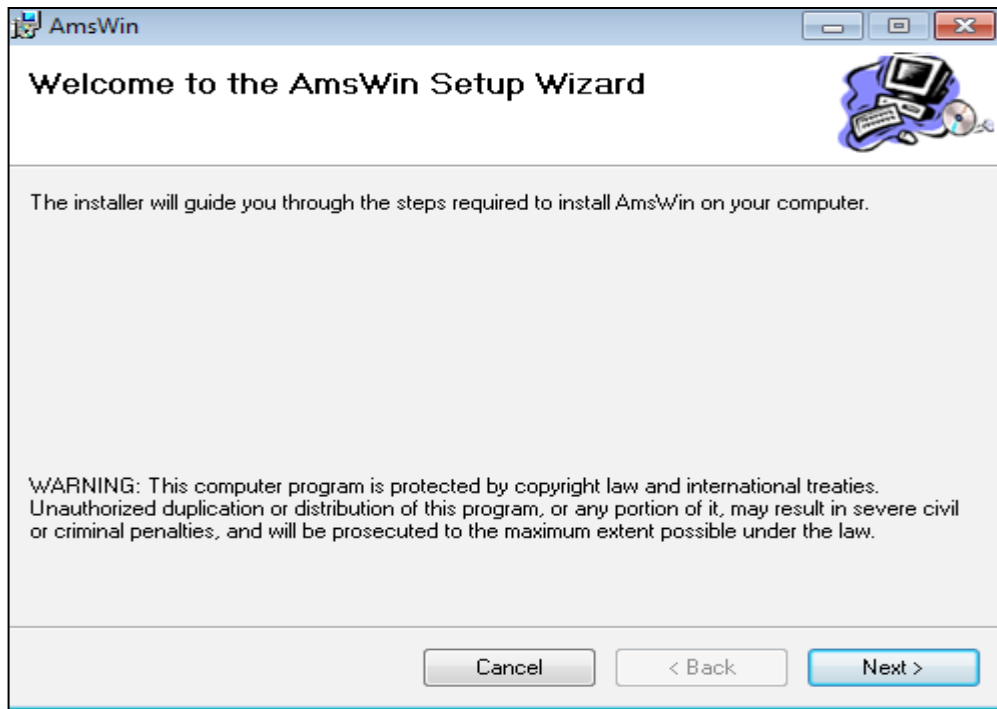 AmsWin
Welcome to the AmsWin Setup Wizard
The installer will guide you through the steps required to install AmsWin on your computer.
WARNING: This computer program is protected by copyright law and international treaties.
Unauthorized duplication or distribution of this program, or any portion of it, may result in severe civil
or criminal penalties, and will be prosecuted to the maximum extent possible under the law.
Cancel
< Back
Next >